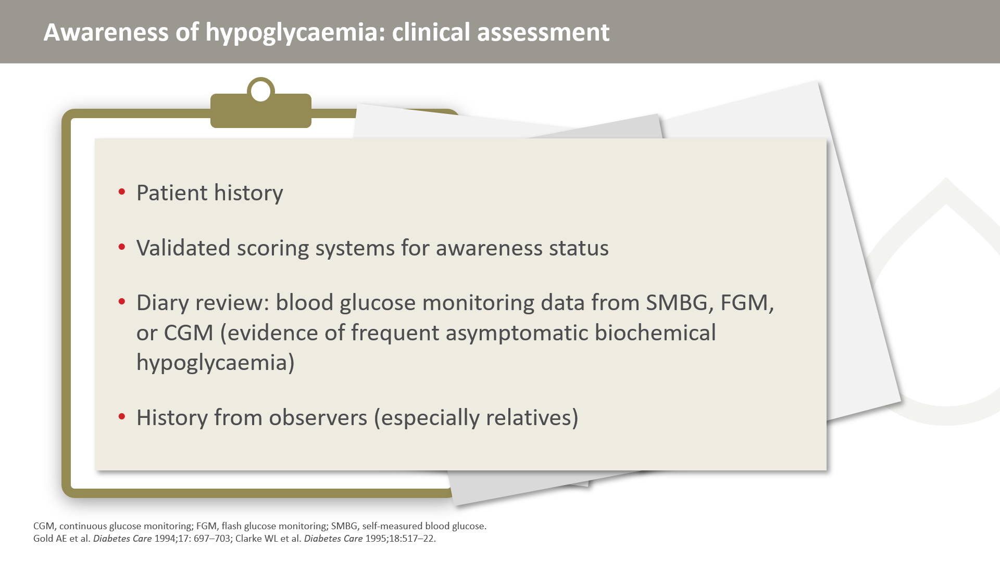 Awareness of hypoglycaemia: clinical assessment
• Patient history
• Validated scoring systems for awareness status
• Diary review: blood glucose monitoring data from SMBG, FGM,
or CGM (evidence of frequent asymptomatic biochemical
hypoglycaemia)
• History from observers (especially relatives)
CGM, continuous glucose monitoring; FGM, flash glucose monitoring; SMBG, self-measured blood glucose.
Gold AE et al. Diabetes Care 1994;17: 697–703; Clarke WL et al. Diabetes Care 1995;18:517–22.